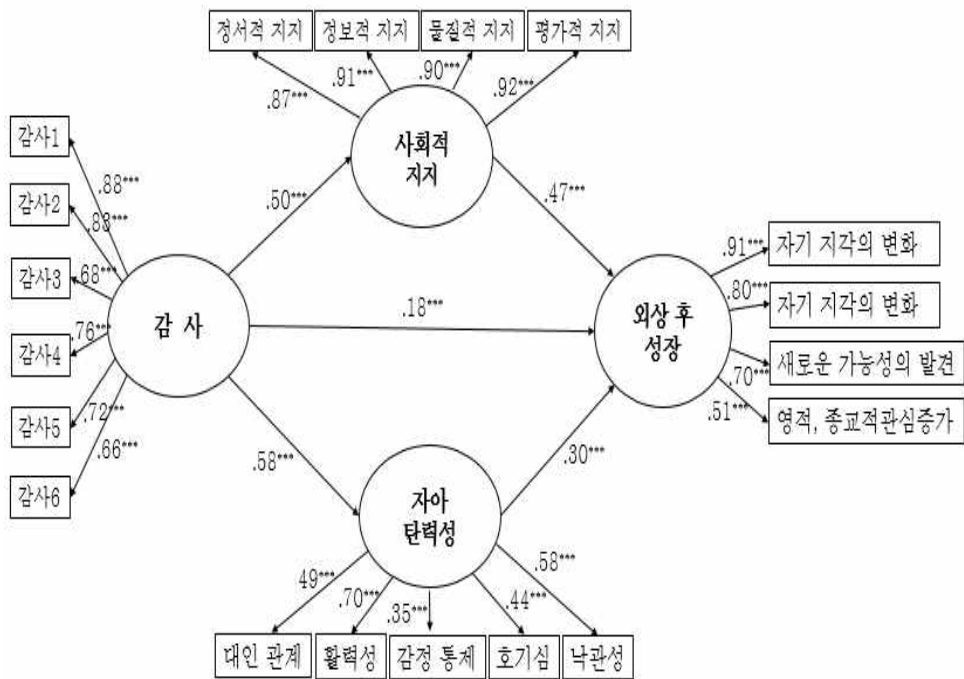 정서적 지지
정보적 지지
물질적 지지
평가적 지지
.87***
.91***
.90***
.92***
사회적
지지
감사1
감사2
감사3
감사4
감사5
감사6
.88***
.83***
.68***
.76***
.72***
.66***
감 사
.50***
.47***
.18***
.58***
.30***
외상 후
성장
.91***
.80***
.70***
.51***
자기 지각의 변화
자기 지각의 변화
새로운 가능성의 발견
영적, 종교적관심증가
자아
탄력성
49***
.70***
.35***
.44***
.58***
대인 관계
활력성
감정 통제
호기심
낙관성